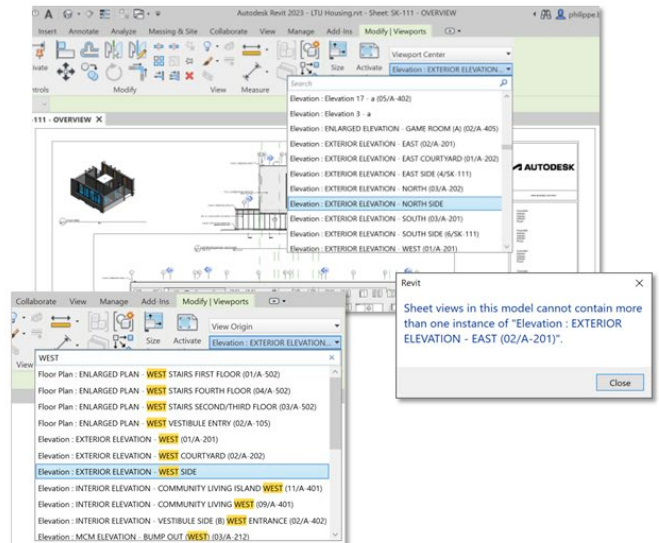 Autodesk Revit 2023 - LTU Housing.rvt - Sheet: SK-111 - OVERVIEW
Insert Annotate Analyze Massing & Site Collaborate View Manage Add-Ins Modify | Viewports
Viewport Center
Size Activate Elevation : EXTERIOR ELEVATION...
Modify View Measure
Search
Elevation : Elevation 17 - a (05/A-402)
Elevation : Elevation 3 - a
Elevation : ENLARGED ELEVATION - GAME ROOM (A) (02/A-405)
-111 - OVERVIEW X
Elevation : EXTERIOR ELEVATION - EAST (02/A-201)
Elevation : EXTERIOR ELEVATION - EAST COURTYARD (01/A-202)
Elevation : EXTERIOR ELEVATION - EAST SIDE (4/SK-111)
Elevation : EXTERIOR ELEVATION - NORTH (03/A-202)
Elevation : EXTERIOR ELEVATION - NORTH SIDE
Elevation : EXTERIOR ELEVATION - SOUTH (03/A-201)
Elevation : EXTERIOR ELEVATION - SOUTH SIDE (6/SK-111)
Elevation : EXTERIOR ELEVATION - WEST (01/A-201)
AUTODESK
Collaborate View Manage Add-Ins Modify | Viewports
View Origin
Size Activate Elevation : EXTERIOR ELEVATION...
View
WEST
Floor Plan : ENLARGED PLAN - WEST STAIRS FIRST FLOOR (01/A-502)
Floor Plan : ENLARGED PLAN - WEST STAIRS FOURTH FLOOR (04/A-502)
Floor Plan : ENLARGED PLAN - WEST STAIRS SECOND/THIRD FLOOR (03/A-502)
Floor Plan : ENLARGED PLAN - WEST VESTIBULE ENTRY (02/A-105)
Elevation : EXTERIOR ELEVATION - WEST (01/A-201)
Elevation : EXTERIOR ELEVATION - WEST COURTYARD (02/A-202)
Elevation : EXTERIOR ELEVATION - WEST SIDE
Elevation : INTERIOR ELEVATION - COMMUNITY LIVING ISLAND WEST (11/A-401)
Elevation : INTERIOR ELEVATION - COMMUNITY LIVING WEST (09/A-401)
Elevation : INTERIOR ELEVATION - VESTIBULE SIDE (B) WEST ENTRANCE (02/A-402)
Elevation : MCM ELEVATION - BUMP OUT (WEST) (03/A-212)
Revit
Sheet views in this model cannot contain more
than one instance of "Elevation : EXTERIOR
ELEVATION - EAST (02/A-201)".
Close